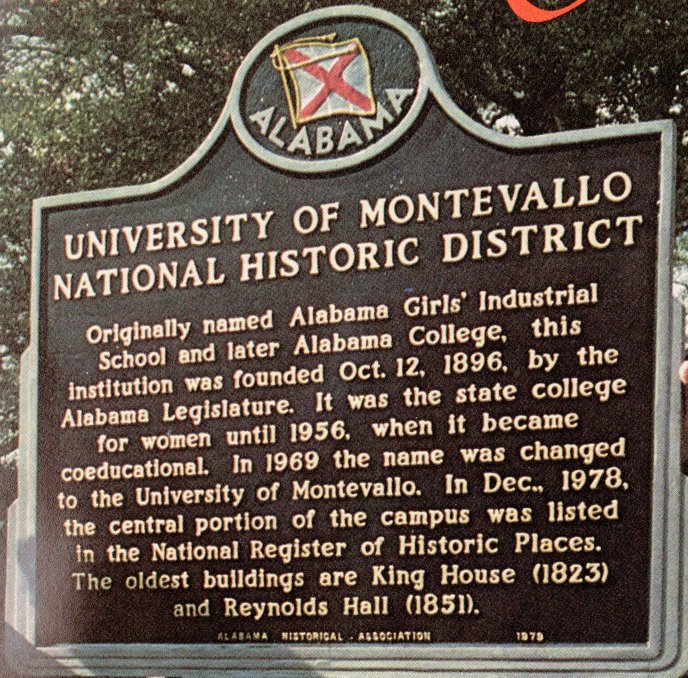 ALABAMA
UNIVERSITY OF MONTEVALLO
NATIONAL HISTORIC DISTRICT
Originally named Alabama Girls' Industrial
School and later Alabama College, this
institution was founded Oct. 12, 1896, by the
Alabama Legislature. It was the state college
for women until 1956, when it became
coeducational. In 1969 the name was changed
to the University of Montevallo. In Dec., 1978,
the central portion of the campus was listed
in the National Register of Historic Places.
The oldest buildings are King House (1823)
and Reynolds Hall (1851).
ALABAMA HISTORICAL ASSOCIATION 1979